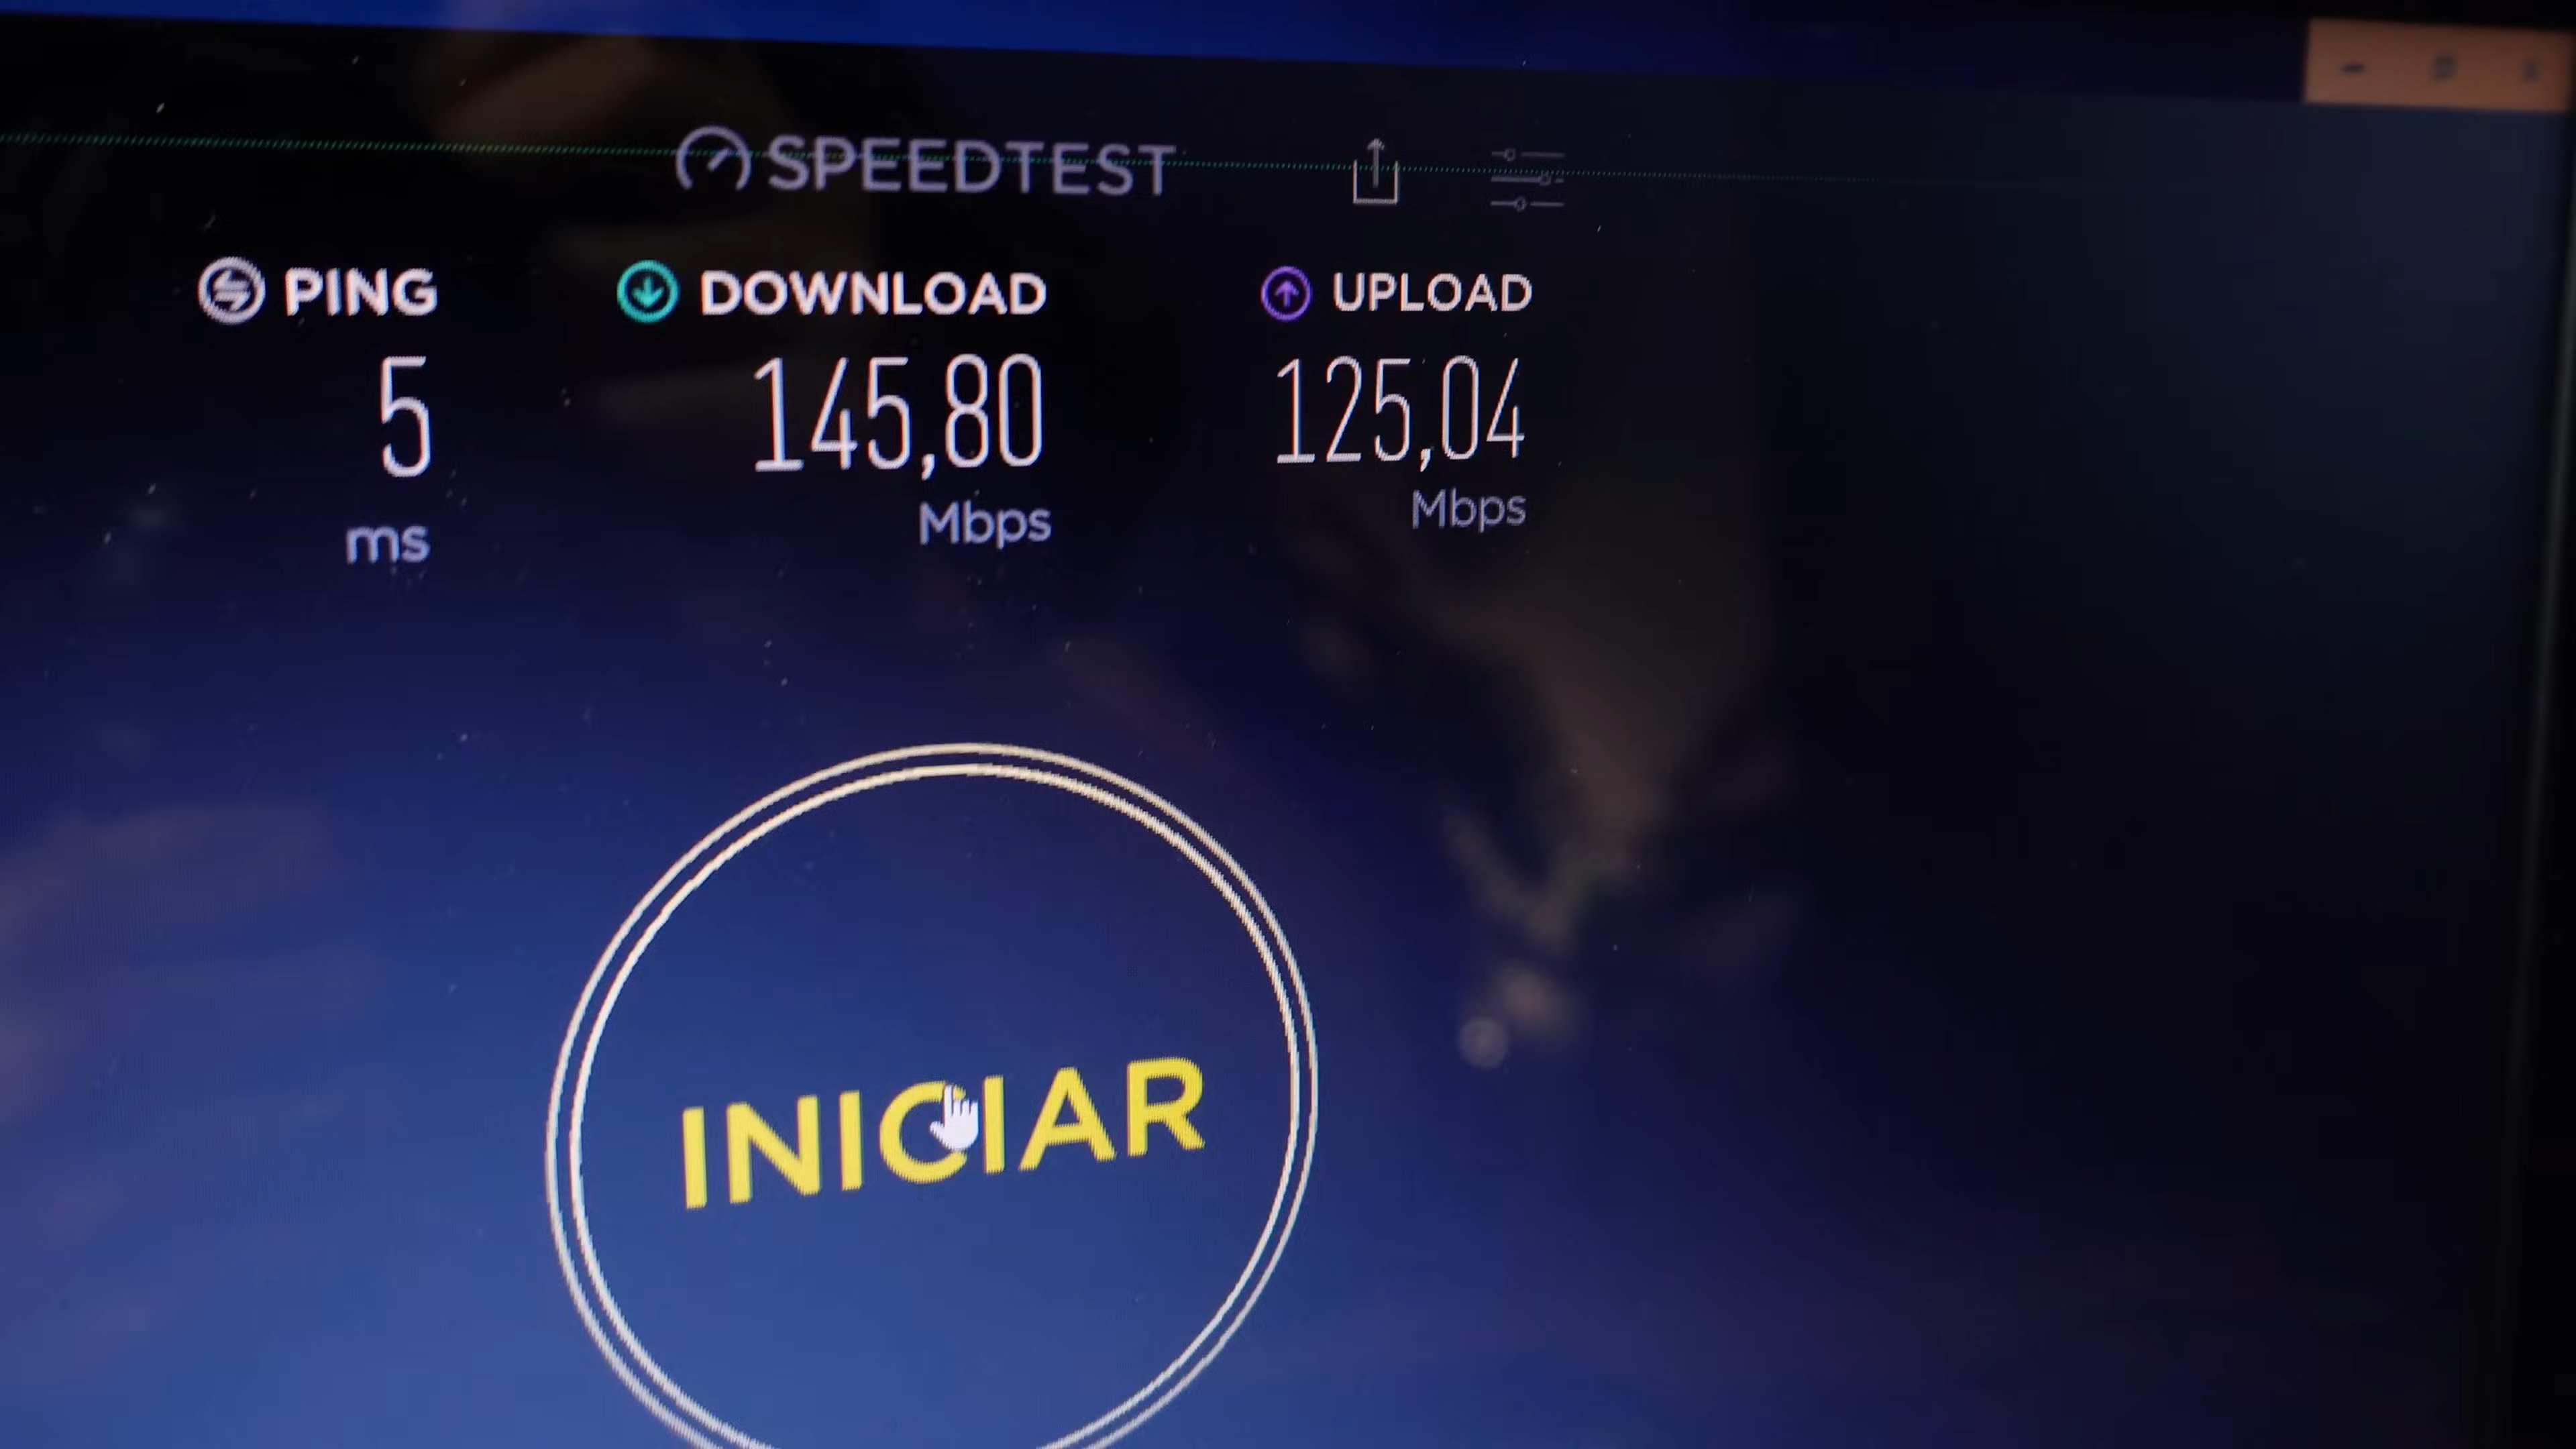 SPEEDTEST
PING
DOWNLOAD
UPLOAD
5
145,80
125,04
ms
Mbps
Mbps
INICIAR